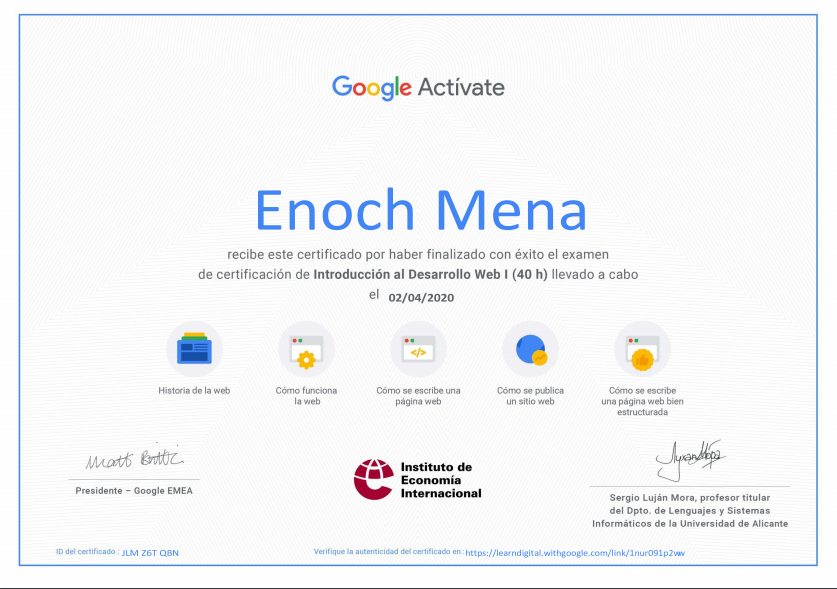 Google Actívate
Enoch Mena
recibe este certificado por haber finalizado con éxito el examen
de certificación de Introducción al Desarrollo Web I (40 h) llevado a cabo
el 02/04/2020
</>
Historia de la web
Cómo funciona
la web
Cómo se escribe una
página web
Cómo se publica
un sitio web
Cómo se escribe
una página web bien
estructurada
Matt Brittin
Presidente – Google EMEA
Instituto de
Economía
Internacional
Sergio Luján Mora, profesor titular
del Dpto. de Lenguajes y Sistemas
Informáticos de la Universidad de Alicante
ID del certificado : JLM Z6T QBN
Verifique la autenticidad del certificado en: https://learndigital.withgoogle.com/link/1nur091p2wv